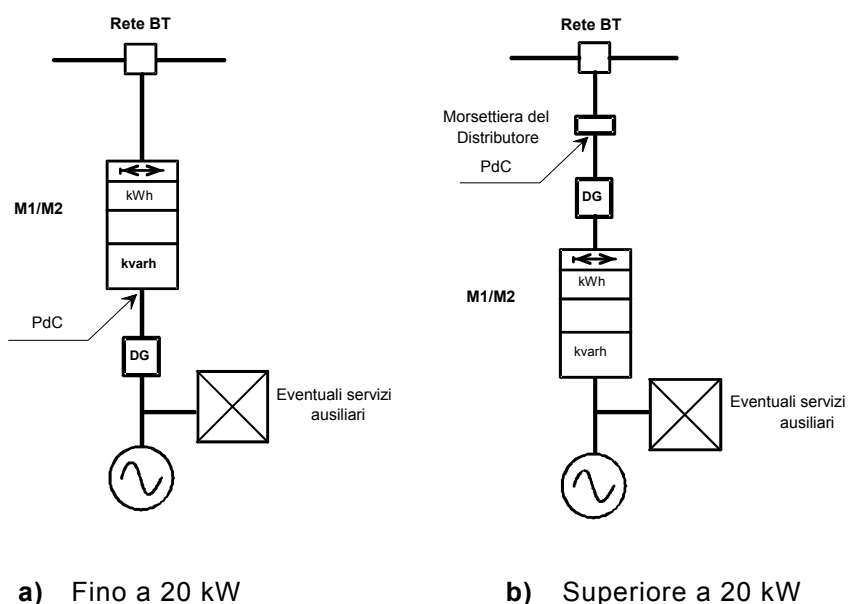 Rete BT
kWh
M1/M2
kvarh
PdC
DG
Eventuali servizi
ausiliari
a) Fino a 20 kW
Rete BT
Morsettiera del
Distributore
PdC
DG
kWh
M1/M2
kvarh
Eventuali servizi
ausiliari
b) Superiore a 20 kW